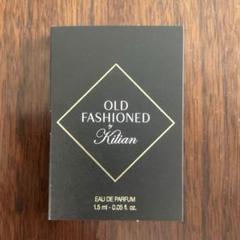 OLD
FASHIONED
by
Kilian
EAU DE PARFUM
1.5 ml - 0.05 fl. oz.